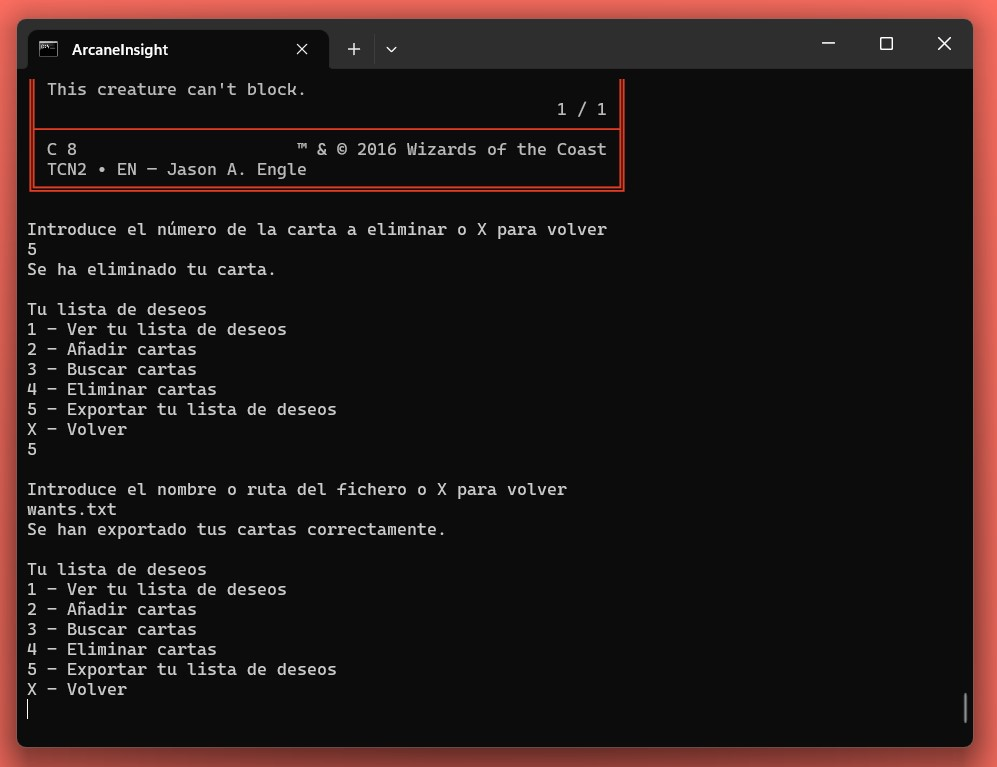 ArcaneInsight
This creature can't block.
1 / 1
C 8 ™ & © 2016 Wizards of the Coast
TCN2 • EN — Jason A. Engle
Introduce el número de la carta a eliminar o X para volver
5
Se ha eliminado tu carta.
Tu lista de deseos
1 — Ver tu lista de deseos
2 — Añadir cartas
3 — Buscar cartas
4 — Eliminar cartas
5 — Exportar tu lista de deseos
X — Volver
5
Introduce el nombre o ruta del fichero o X para volver
wants.txt
Se han exportado tus cartas correctamente.
Tu lista de deseos
1 — Ver tu lista de deseos
2 — Añadir cartas
3 — Buscar cartas
4 — Eliminar cartas
5 — Exportar tu lista de deseos
X — Volver